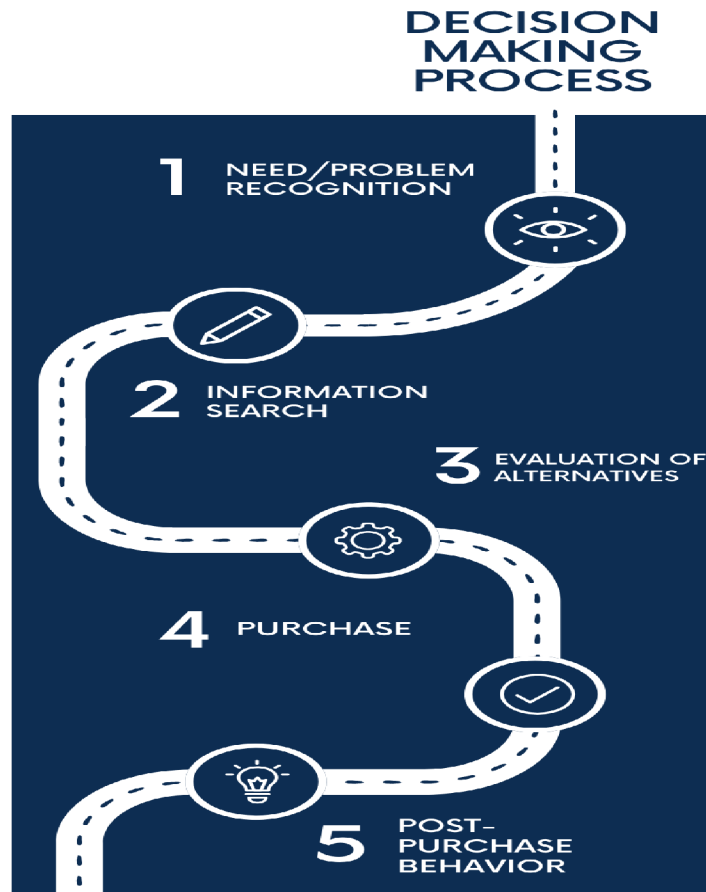 DECISION
MAKING
PROCESS
1 NEED/PROBLEM
RECOGNITION
2 INFORMATION
SEARCH
3 EVALUATION OF
ALTERNATIVES
4 PURCHASE
5 POST-
PURCHASE
BEHAVIOR